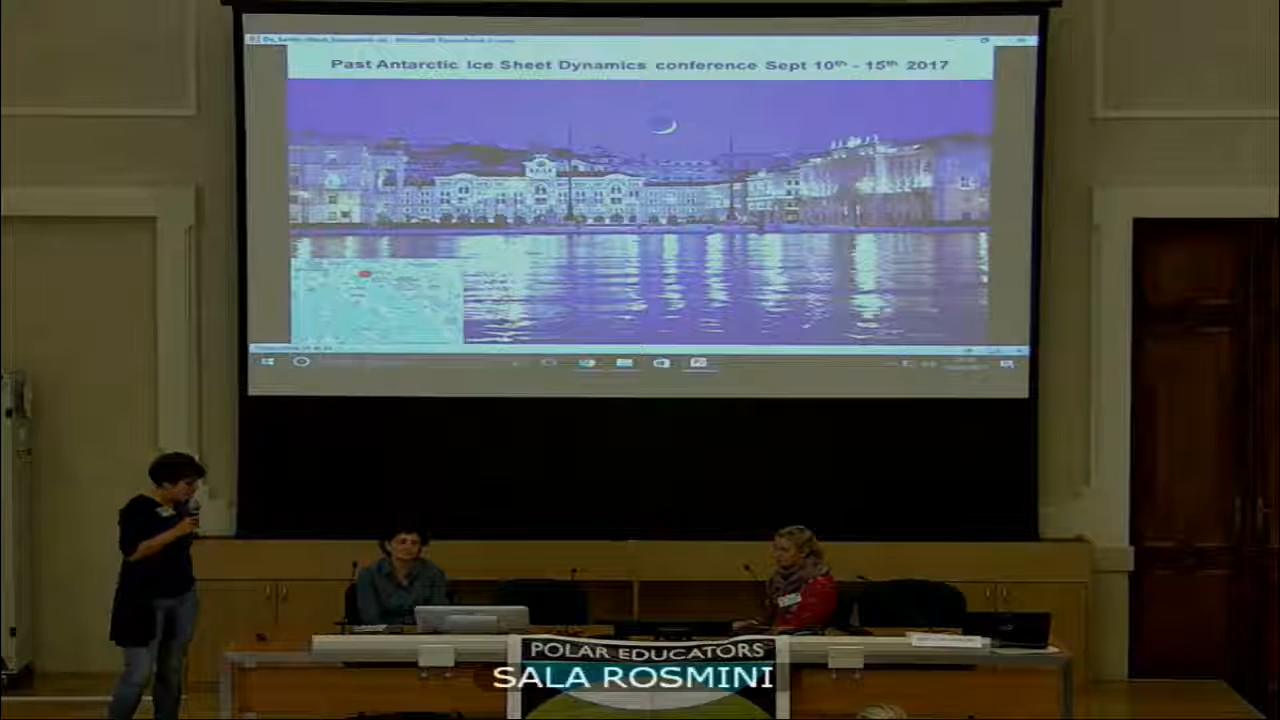 Past Antarctic Ice Sheet Dynamics conference Sept 10th - 15th 2017
POLAR EDUCATORS
SALA ROSMINI